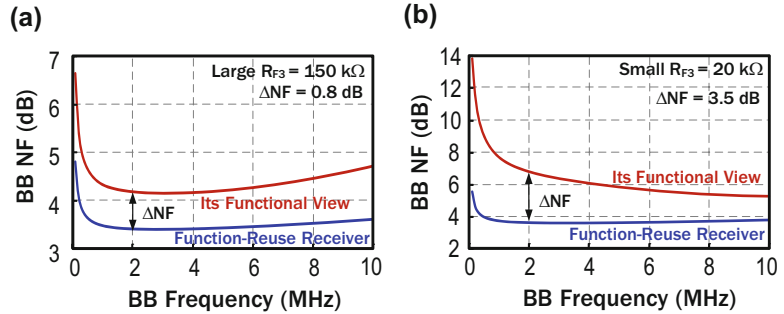 (a)
7
6
5
4
3
BB NF (dB)
Large RF3 = 150 kΩ
ΔNF = 0.8 dB
ΔNF
Its Functional View
Function-Reuse Receiver
0 2 4 6 8 10
BB Frequency (MHz)
(b)
14
12
10
8
6
4
2
BB NF (dB)
Small RF3 = 20 kΩ
ΔNF = 3.5 dB
Its Functional View
ΔNF
Function-Reuse Receiver
0 2 4 6 8 10
BB Frequency (MHz)